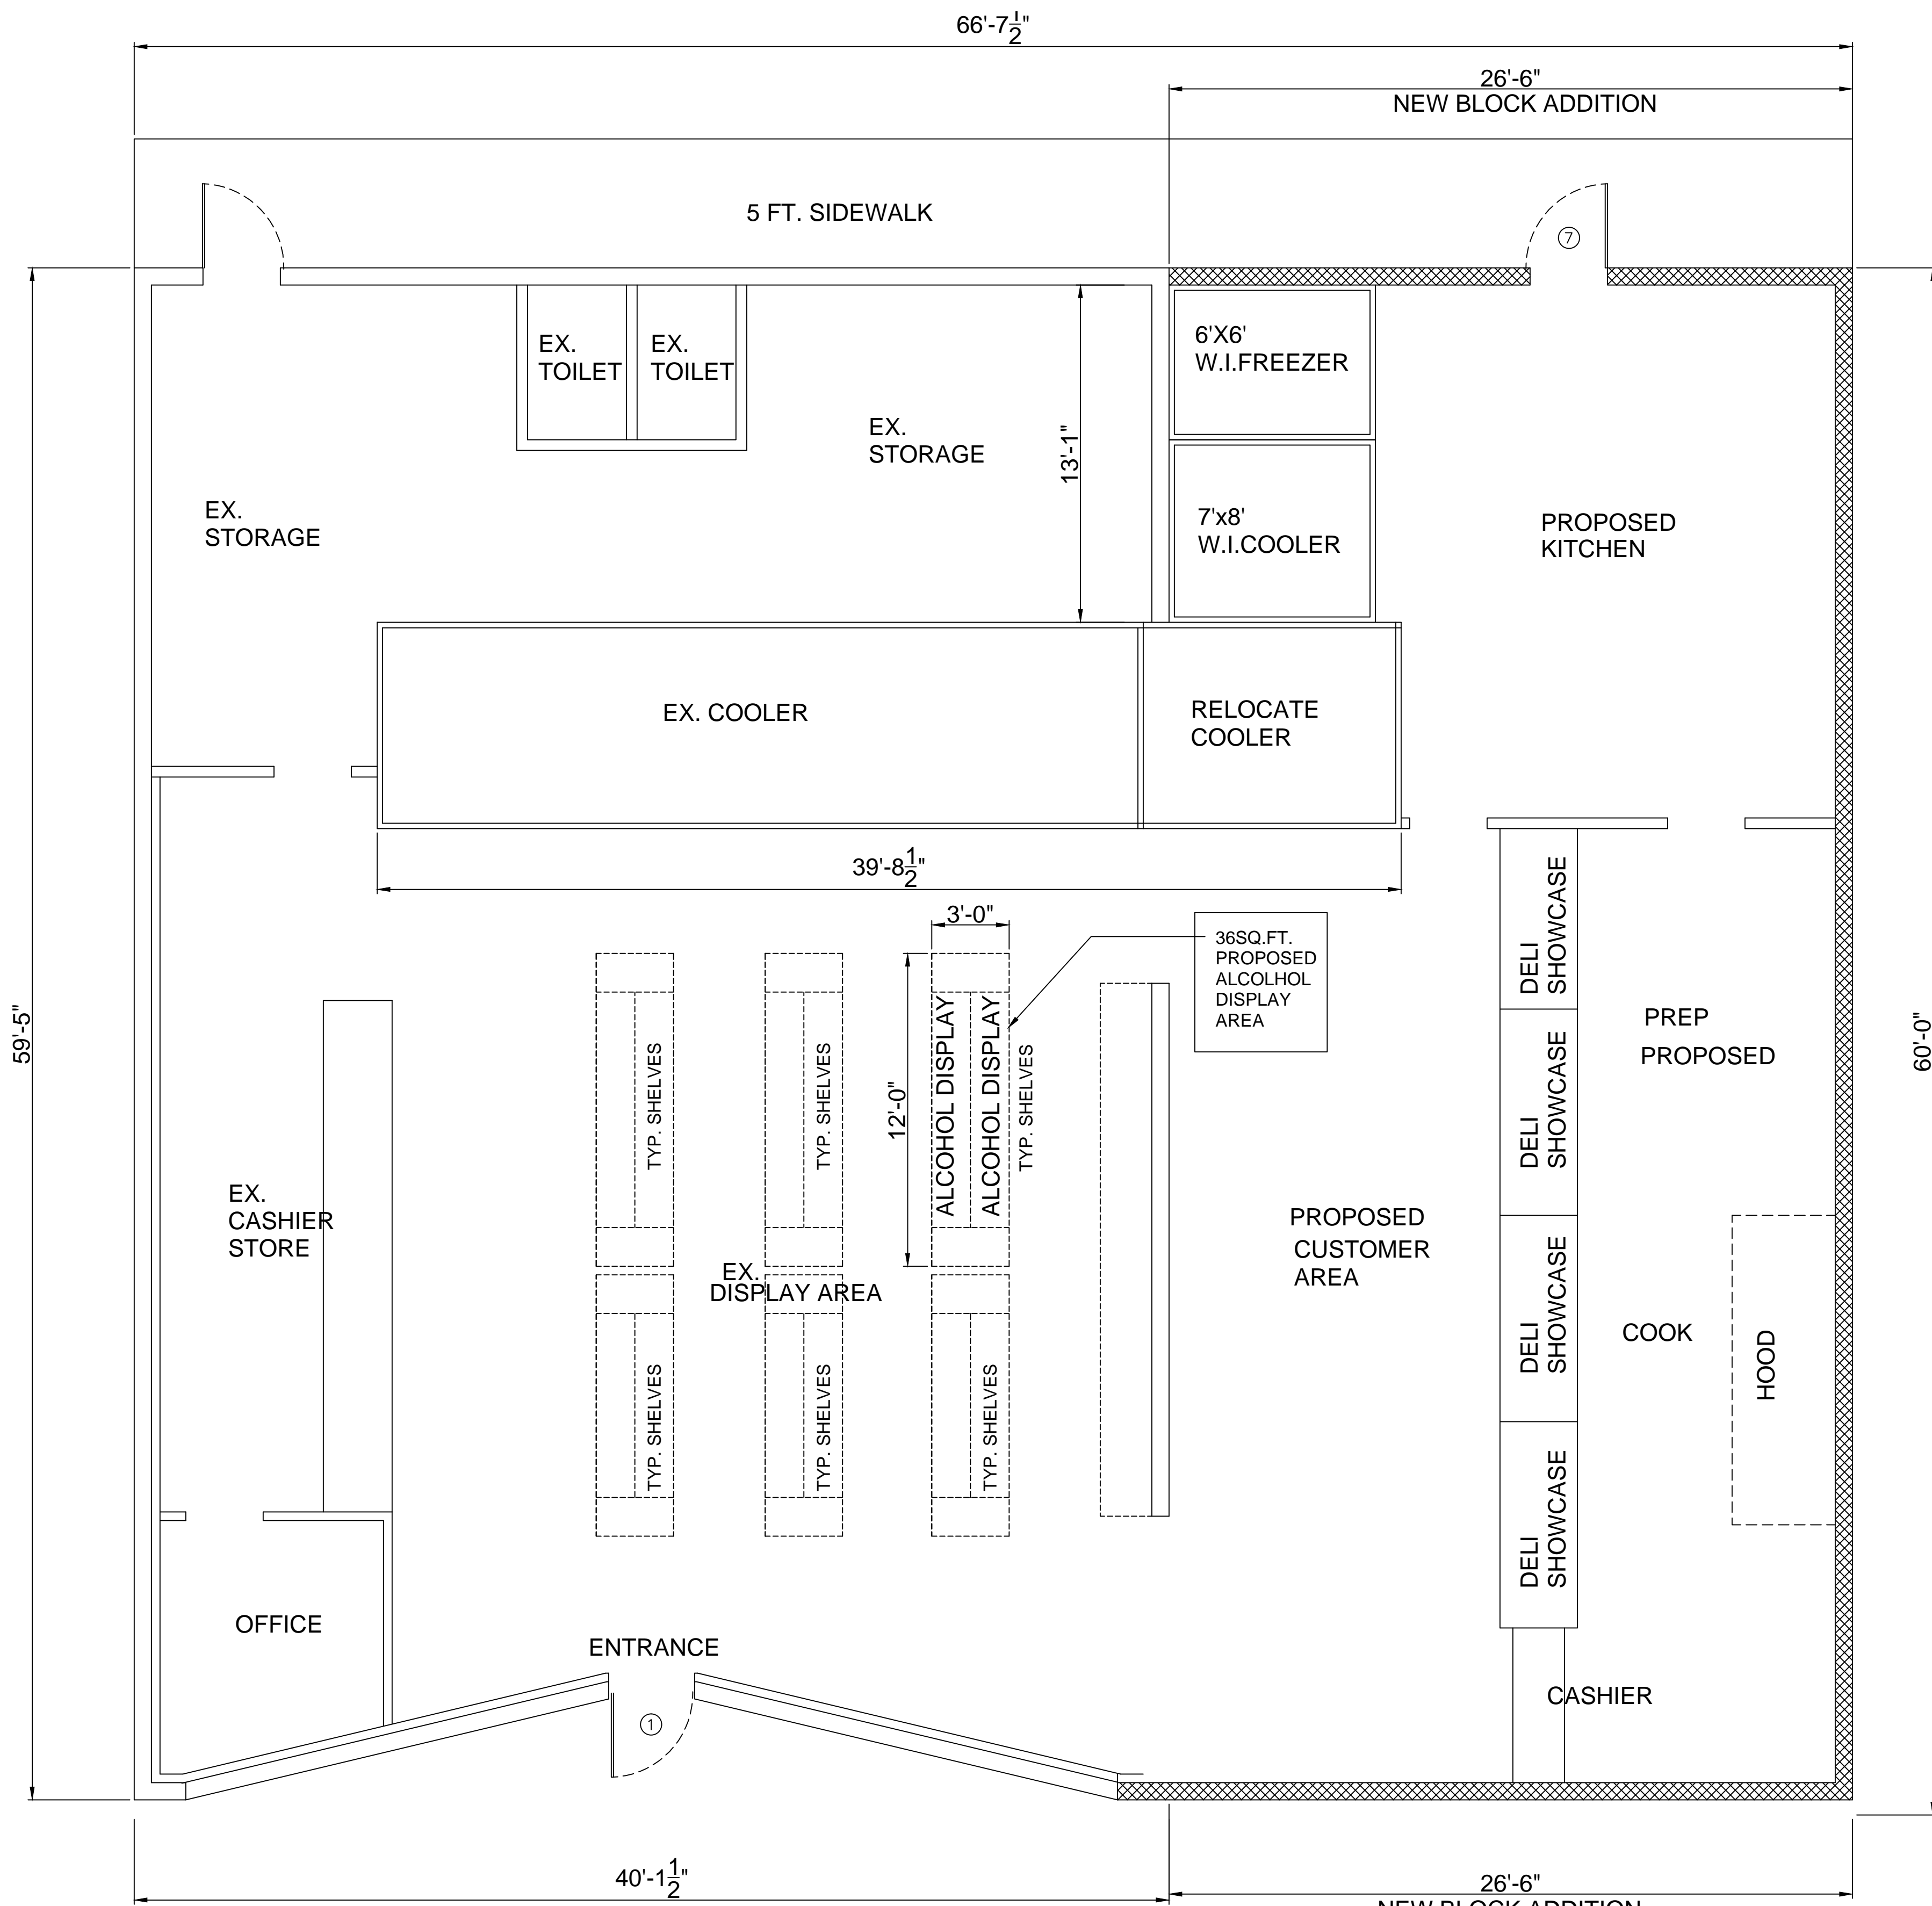 66'-7 1/2"
26'-6"
NEW BLOCK ADDITION
5 FT. SIDEWALK
7
EX.
TOILET
EX.
TOILET
6'X6'
W.I.FREEZER
EX.
STORAGE
13'-1"
EX.
STORAGE
7'x8'
W.I.COOLER
PROPOSED
KITCHEN
EX. COOLER
RELOCATE
COOLER
39'-8 1/2"
3'-0"
36SQ.FT.
PROPOSED
ALCOLHOL
DISPLAY
AREA
59'-5"
60'-0"
12'-0"
TYP. SHELVES
TYP. SHELVES
ALCOHOL DISPLAY
ALCOHOL DISPLAY
TYP. SHELVES
DELI
SHOWCASE
DELI
SHOWCASE
DELI
SHOWCASE
DELI
SHOWCASE
PREP
PROPOSED
EX.
CASHIER
STORE
PROPOSED
CUSTOMER
AREA
EX.
DISPLAY AREA
COOK
HOOD
TYP. SHELVES
TYP. SHELVES
TYP. SHELVES
OFFICE
ENTRANCE
1
CASHIER
40'-1 1/2"
26'-6"
NEW BLOCK ADDITION